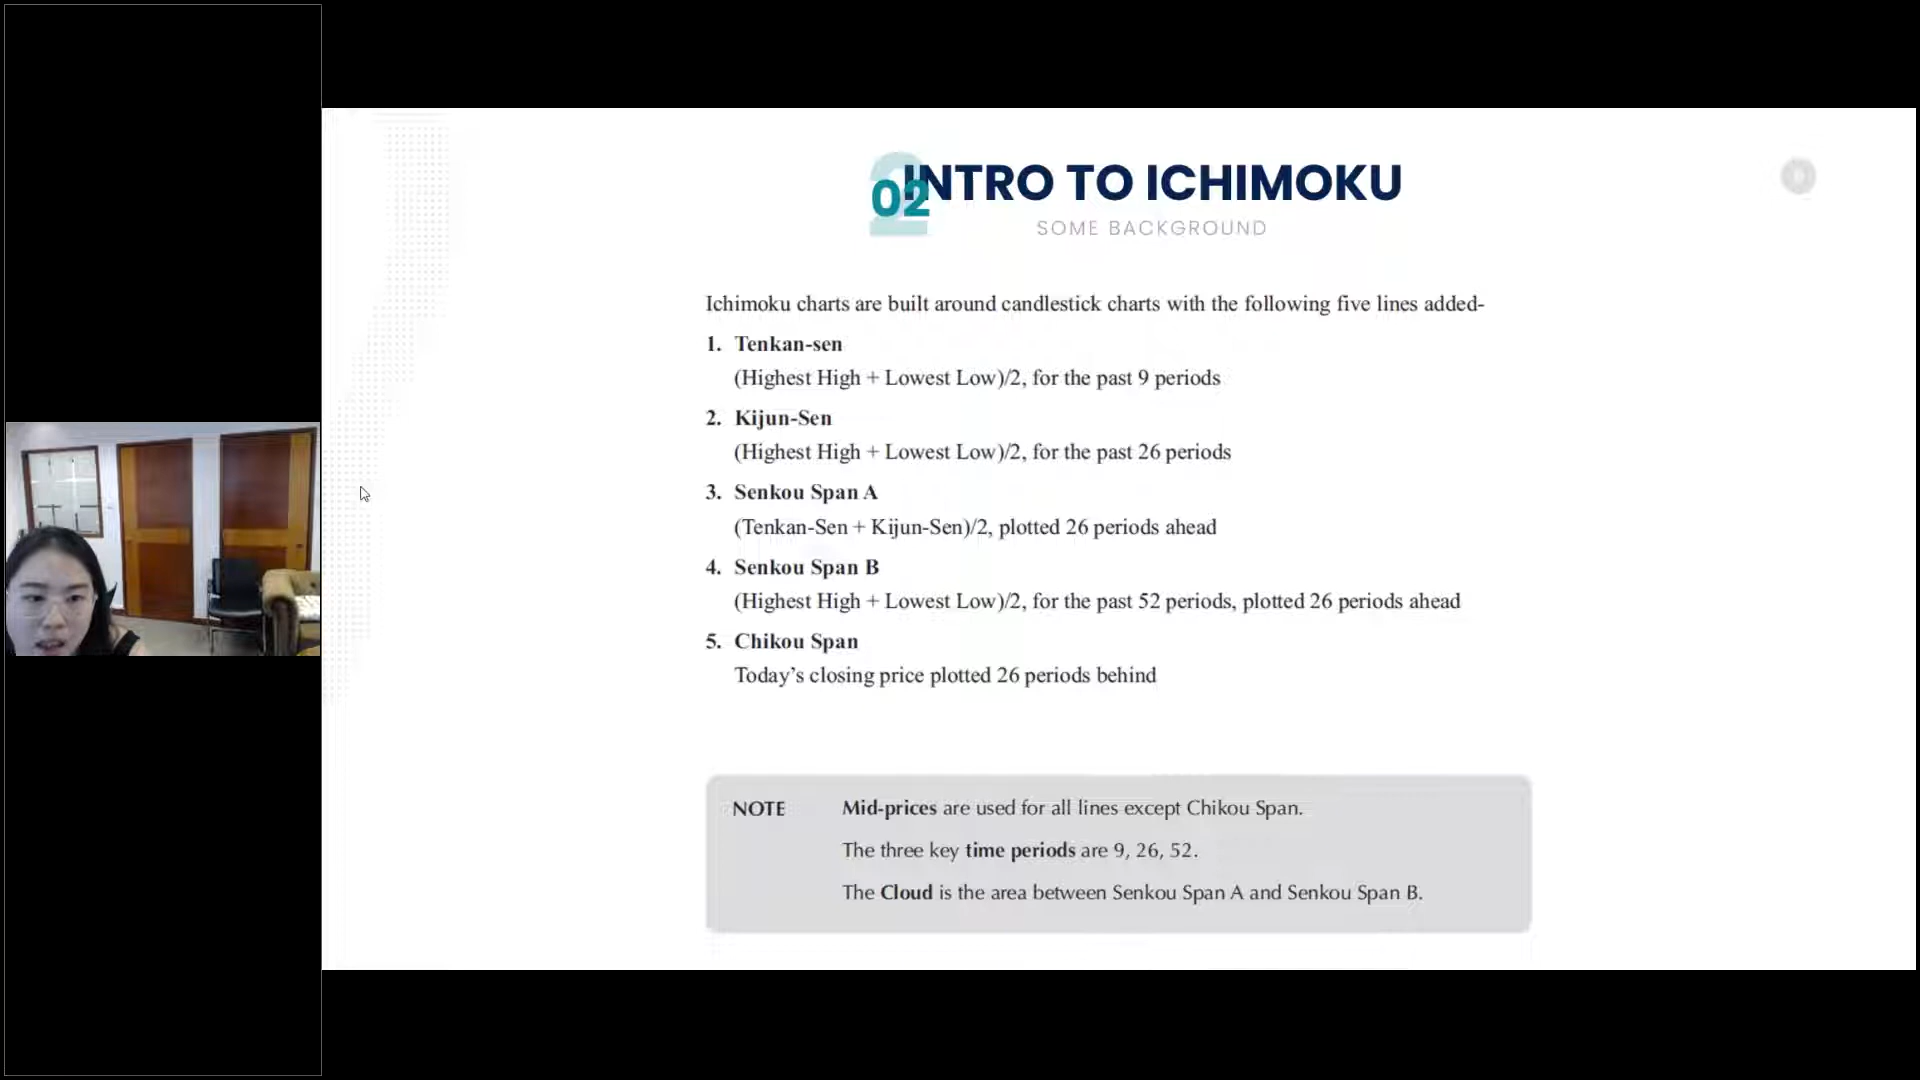 02 INTRO TO ICHIMOKU
SOME BACKGROUND
Ichimoku charts are built around candlestick charts with the following five lines added-
1. Tenkan-sen
(Highest High + Lowest Low)/2, for the past 9 periods
2. Kijun-Sen
(Highest High + Lowest Low)/2, for the past 26 periods
3. Senkou Span A
(Tenkan-Sen + Kijun-Sen)/2, plotted 26 periods ahead
4. Senkou Span B
(Highest High + Lowest Low)/2, for the past 52 periods, plotted 26 periods ahead
5. Chikou Span
Today's closing price plotted 26 periods behind
NOTE Mid-prices are used for all lines except Chikou Span.
The three key time periods are 9, 26, 52.
The Cloud is the area between Senkou Span A and Senkou Span B.